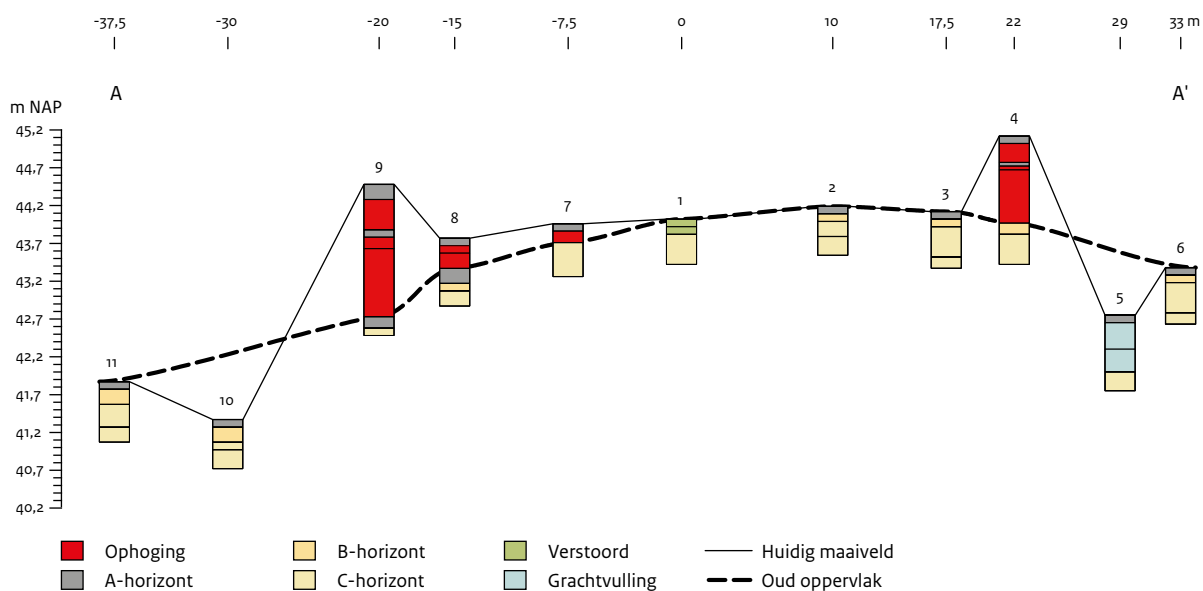 -37,5 -30 -20 -15 -7,5 0 10 17,5 22 29 33 m
A A'
m NAP
45,2
44,7
44,2
43,7
43,2
42,7
42,2
41,7
41,2
40,7
40,2
11 10 9 8 7 1 2 3 4 5 6
Ophoging B-horizont Verstoord Huidig maaiveld
A-horizont C-horizont Grachtvulling Oud oppervlak